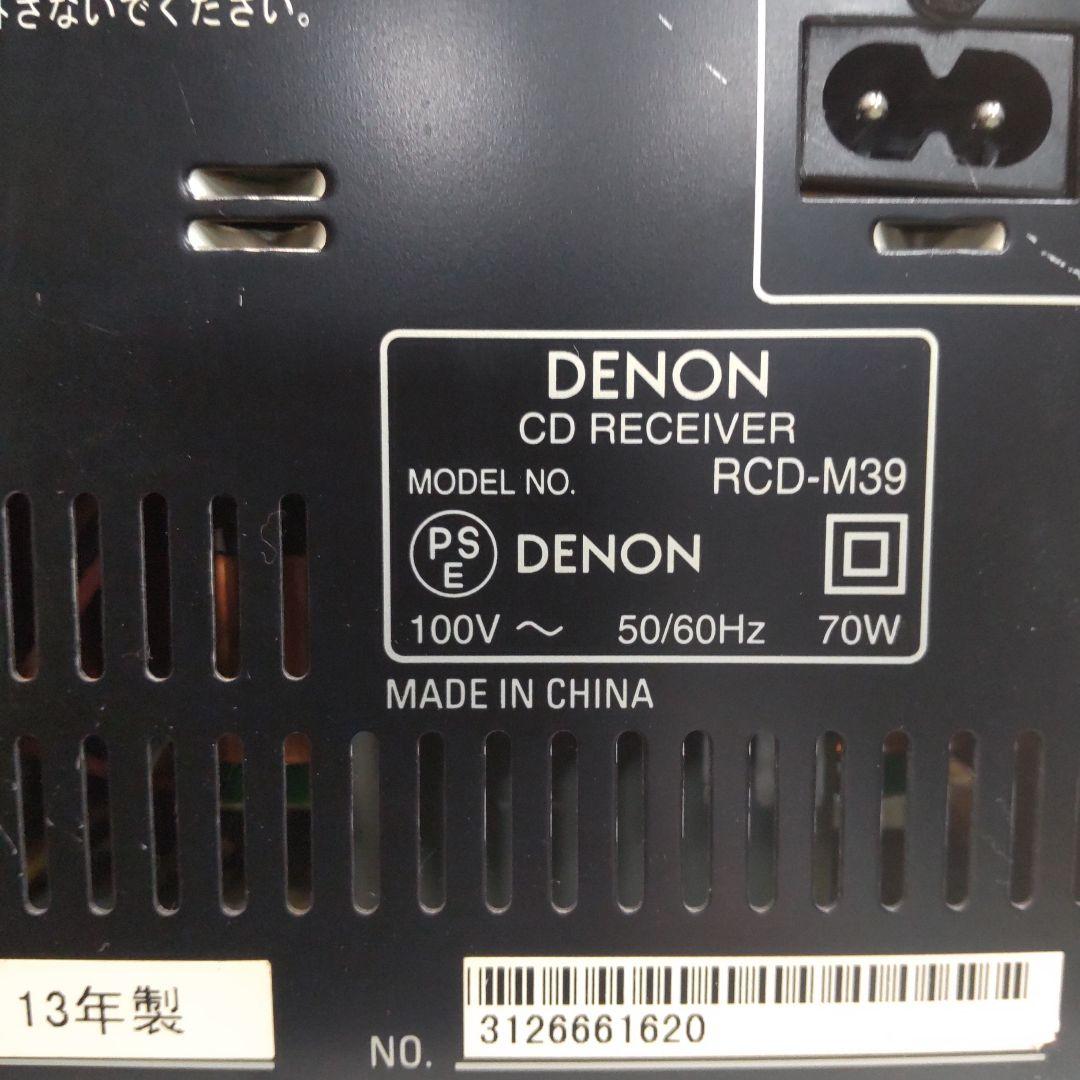 さないでください。
DENON
CD RECEIVER
MODEL NO. RCD-M39
PS
E
DENON
100V ～ 50/60Hz 70W
MADE IN CHINA
13年製
NO. 3126661620